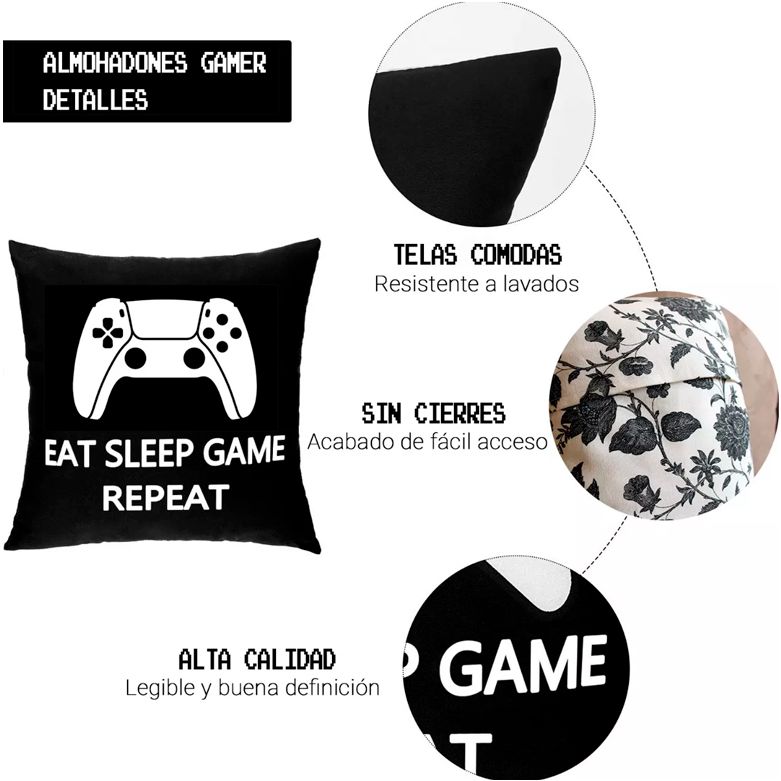 ALMOHADONES GAMER
DETALLES
TELAS COMODAS
Resistente a lavados
EAT SLEEP GAME
REPEAT
SIN CIERRES
Acabado de fácil acceso
ALTA CALIDAD
Legible y buena definición
P GAME
AT